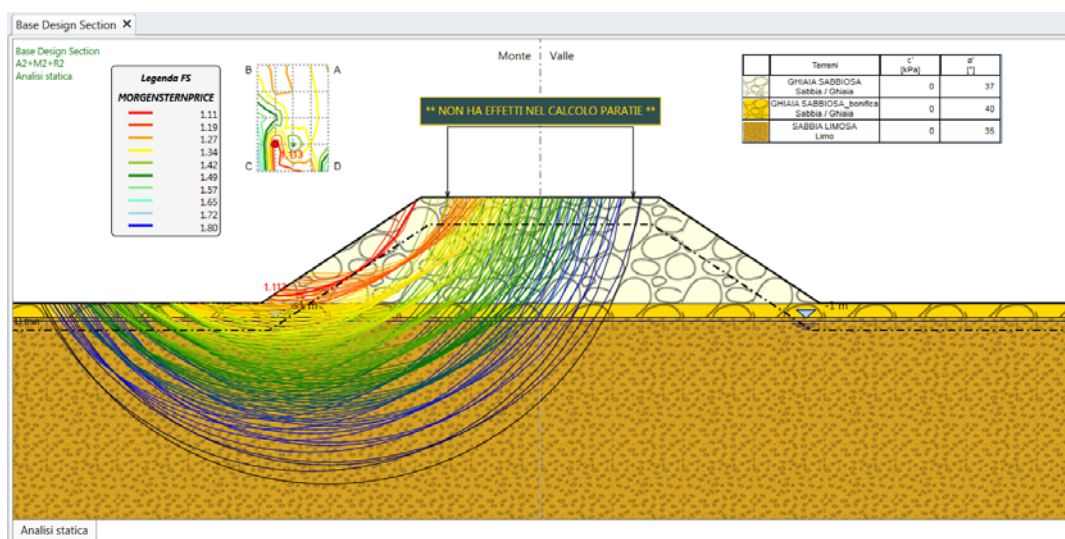 Base Design Section ✕
Base Design Section
A2+M2+R2
Analisi statica
Legenda FS
MORGENSTERNPRICE
1.11
1.19
1.27
1.34
1.42
1.49
1.57
1.65
1.72
1.80
B A
1.113
C D
Monte Valle
** NON HA EFFETTI NEL CALCOLO PARATIE **
Terreni c' [kPa] ø' [°]
GHIAIA SABBIOSA
Sabbia / Ghiaia 0 37
GHIAIA SABBIOSA_bonifica
Sabbia / Ghiaia 0 40
SABBIA LIMOSA
Limo 0 35
-1 m
-1 m
Analisi statica